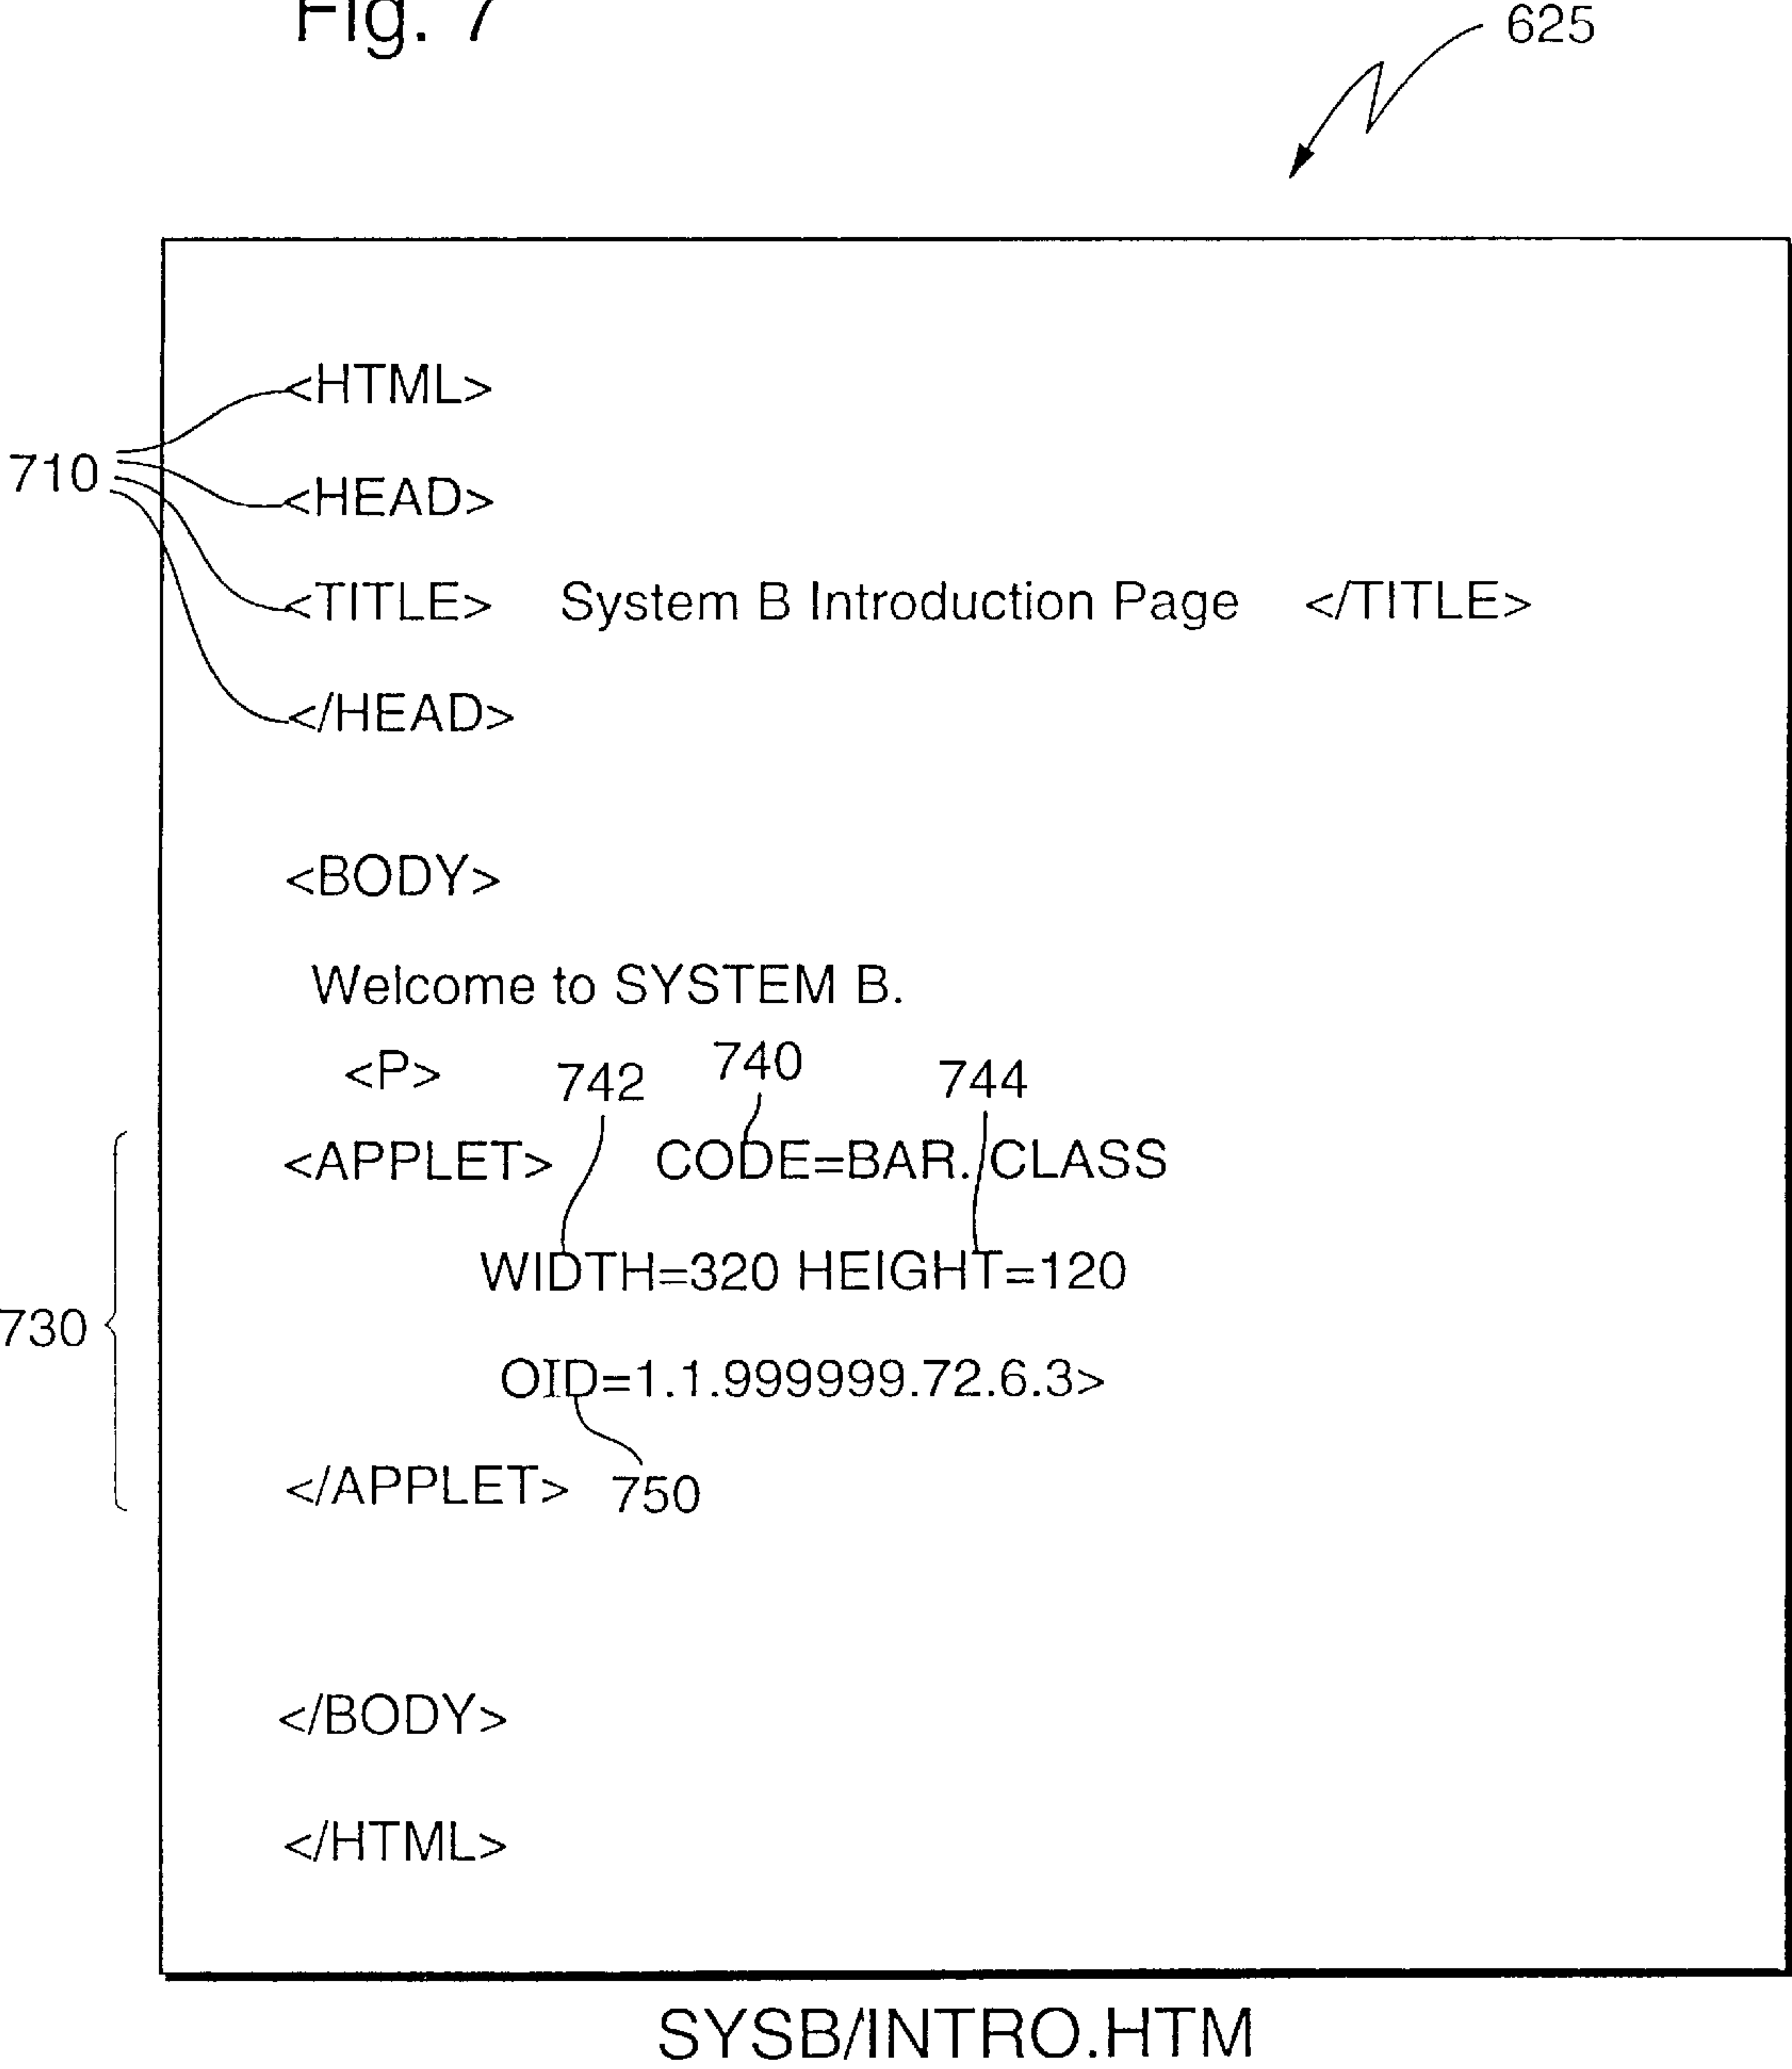 Fig. 7
625
<HTML>
710
<HEAD>
<TITLE> System B Introduction Page </TITLE>
</HEAD>
<BODY>
Welcome to SYSTEM B.
<P> 742 740 744
<APPLET> CODE=BAR. CLASS
WIDTH=320 HEIGHT=120
730
OID=1.1.999999.72.6.3>
</APPLET> 750
</BODY>
</HTML>
SYSB/INTRO.HTM